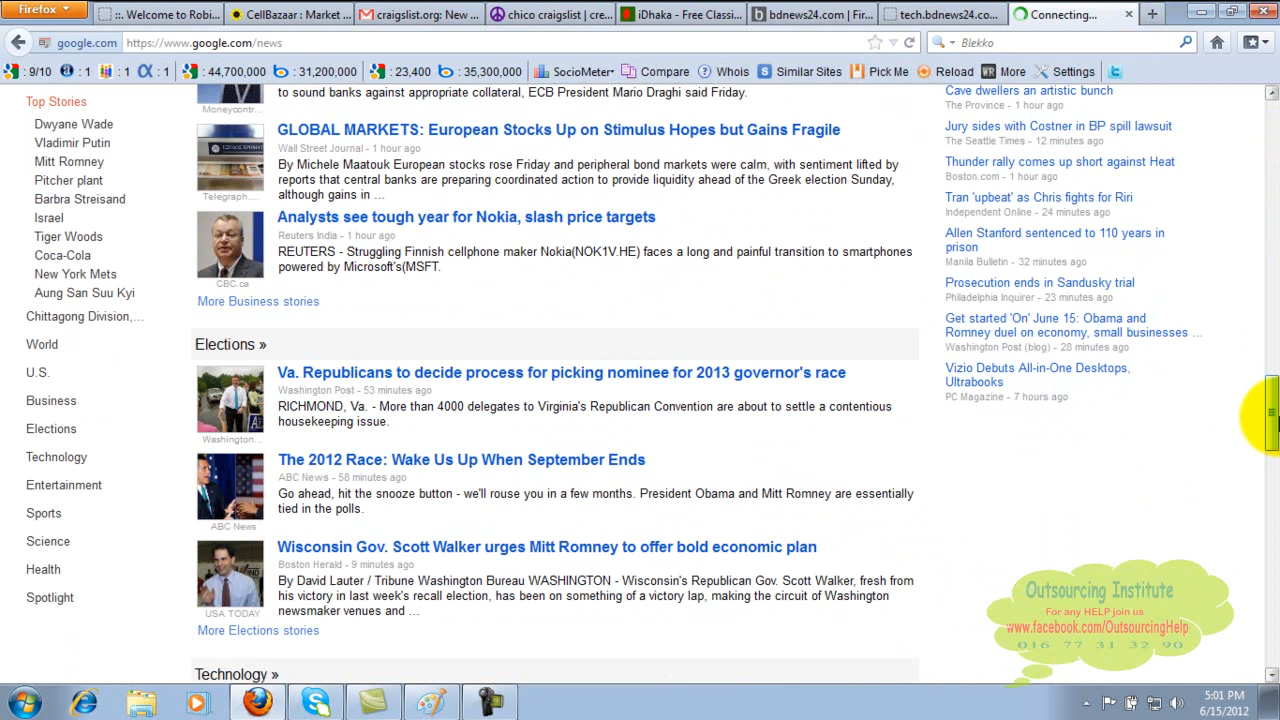 Firefox
::. Welcome to Robi...
CellBazaar : Market ...
craigslist.org: New ...
chico craigslist | cre...
iDhaka - Free Classi...
bdnews24.com | Fir...
tech.bdnews24.co...
Connecting...
google.com
https://www.google.com/news
Blekko
: 9/10
: 1
: 1
: 1
: 44,700,000
: 31,200,000
: 23,400
: 35,300,000
SocioMeter
Compare
Whois
Similar Sites
Pick Me
Reload
More
Settings
Top Stories
Dwyane Wade
Vladimir Putin
Mitt Romney
Pitcher plant
Barbra Streisand
Israel
Tiger Woods
Coca-Cola
New York Mets
Aung San Suu Kyi
Chittagong Division,...
World
U.S.
Business
Elections
Technology
Entertainment
Sports
Science
Health
Spotlight
to sound banks against appropriate collateral, ECB President Mario Draghi said Friday.
Moneycontr...
GLOBAL MARKETS: European Stocks Up on Stimulus Hopes but Gains Fragile
Wall Street Journal - 1 hour ago
By Michele Maatouk European stocks rose Friday and peripheral bond markets were calm, with sentiment lifted by
reports that central banks are preparing coordinated action to provide liquidity ahead of the Greek election Sunday,
although gains in ...
Telegraph....
Analysts see tough year for Nokia, slash price targets
Reuters India - 1 hour ago
REUTERS - Struggling Finnish cellphone maker Nokia(NOK1V.HE) faces a long and painful transition to smartphones
powered by Microsoft's(MSFT.
CBC.ca
More Business stories
Elections »
Va. Republicans to decide process for picking nominee for 2013 governor's race
Washington Post - 53 minutes ago
RICHMOND, Va. - More than 4000 delegates to Virginia's Republican Convention are about to settle a contentious
housekeeping issue.
Washington...
The 2012 Race: Wake Us Up When September Ends
ABC News - 58 minutes ago
Go ahead, hit the snooze button - we'll rouse you in a few months. President Obama and Mitt Romney are essentially
tied in the polls.
ABC News
Wisconsin Gov. Scott Walker urges Mitt Romney to offer bold economic plan
Boston Herald - 9 minutes ago
By David Lauter / Tribune Washington Bureau WASHINGTON - Wisconsin's Republican Gov. Scott Walker, fresh from
his victory in last week's recall election, has been on something of a victory lap, making the circuit of Washington
newsmaker venues and ...
USA TODAY
More Elections stories
Technology »
Cave dwellers an artistic bunch
The Province - 1 hour ago
Jury sides with Costner in BP spill lawsuit
The Seattle Times - 12 minutes ago
Thunder rally comes up short against Heat
Boston.com - 1 hour ago
Tran 'upbeat' as Chris fights for Riri
Independent Online - 24 minutes ago
Allen Stanford sentenced to 110 years in
prison
Manila Bulletin - 32 minutes ago
Prosecution ends in Sandusky trial
Philadelphia Inquirer - 23 minutes ago
Get started 'On' June 15: Obama and
Romney duel on economy, small businesses ...
Washington Post (blog) - 28 minutes ago
Vizio Debuts All-in-One Desktops,
Ultrabooks
PC Magazine - 7 hours ago
Outsourcing Institute
For any HELP join us
www.facebook.com/OutsourcingHelp
016 77 31 32 90
5:01 PM
6/15/2012